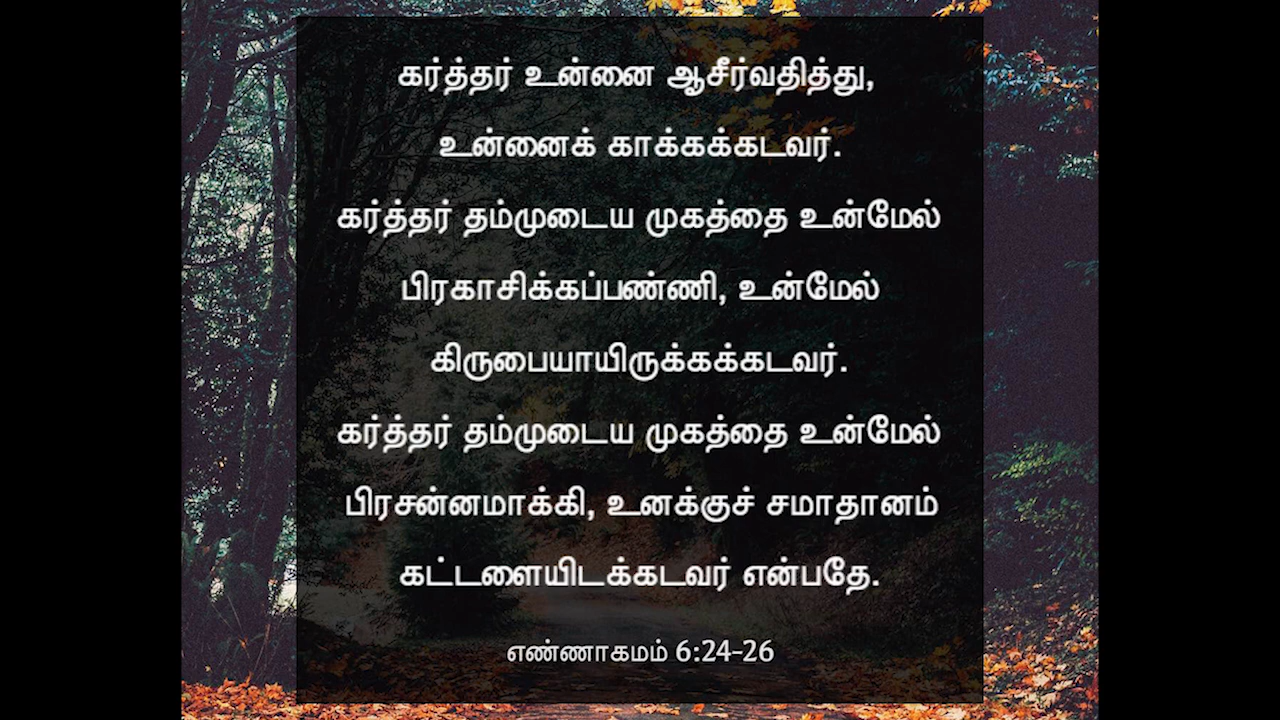 கர்த்தர் உன்னை ஆசீர்வதித்து,
உன்னைக் காக்கக்கடவர்.
கர்த்தர் தம்முடைய முகத்தை உன்மேல்
பிரகாசிக்கப்பண்ணி, உன்மேல்
கிருபையாயிருக்கக்கடவர்.
கர்த்தர் தம்முடைய முகத்தை உன்மேல்
பிரசன்னமாக்கி, உனக்குச் சமாதானம்
கட்டளையிடக்கடவர் என்பதே.
எண்ணாகமம் 6:24-26